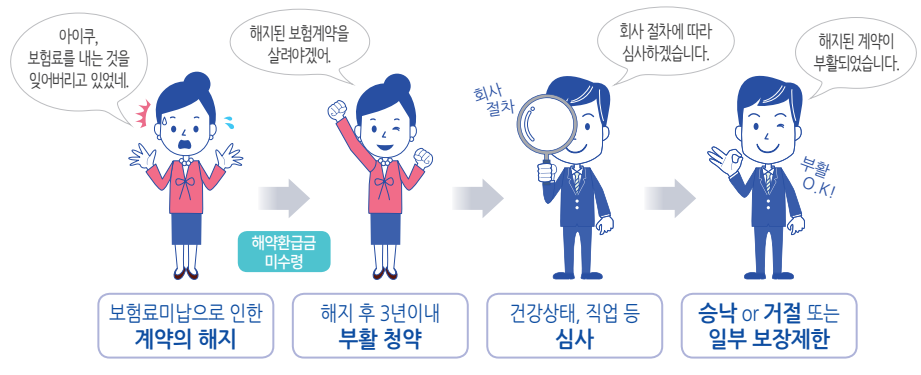 아이쿠,
보험료를 내는 것을
잊어버리고 있었네.
해지된 보험계약을
살려야겠어.
회사 절차에 따라
심사하겠습니다.
해지된 계약이
부활되었습니다.
회사
절차
부활
O.K!
해약환급금
미수령
보험료미납으로 인한
계약의 해지
해지 후 3년이내
부활 청약
건강상태, 직업 등
심사
승낙 or 거절 또는
일부 보장제한